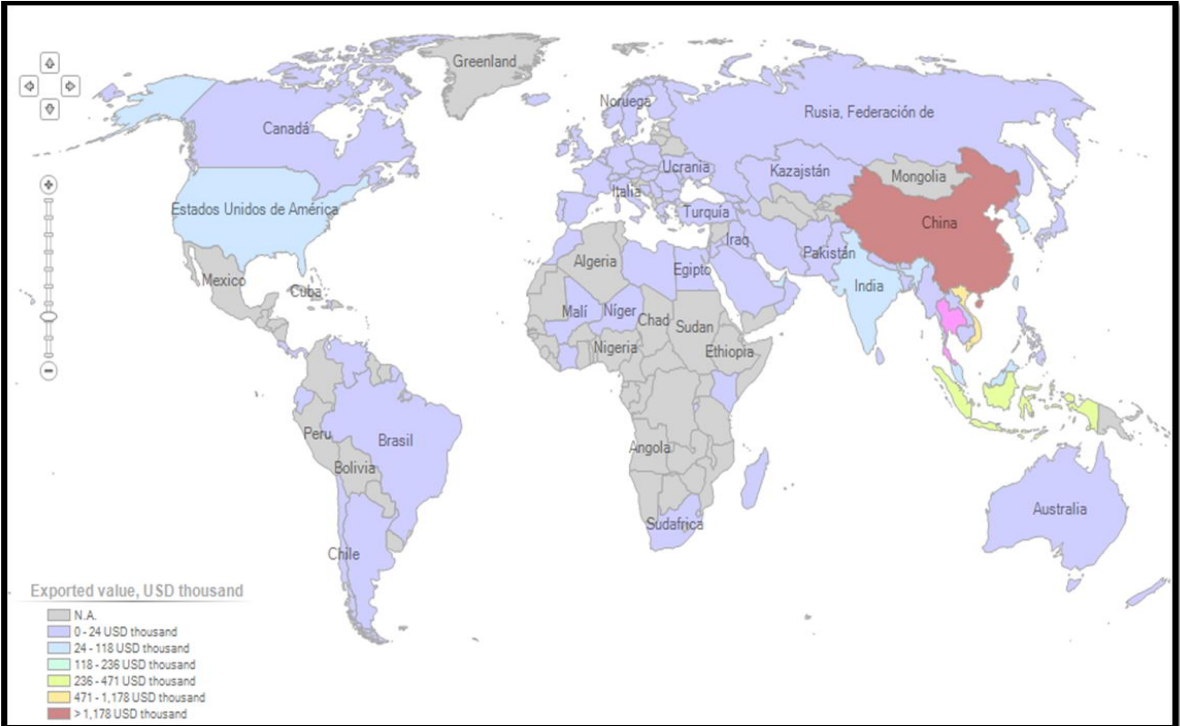 Greenland
Noruega
Rusia, Federación de
Canadá
Ucrania
Kazajstán
Mongolia
Italia
Estados Unidos de América
Turquía
China
Iraq
Pakistán
Algeria
Egipto
Mexico
India
Cuba
Malí
Níger
Chad
Sudan
Nigeria
Ethiopia
Peru
Brasil
Angola
Bolivia
Australia
Sudafrica
Chile
Exported value, USD thousand
N.A.
0 - 24 USD thousand
24 - 118 USD thousand
118 - 236 USD thousand
236 - 471 USD thousand
471 - 1,178 USD thousand
> 1,178 USD thousand